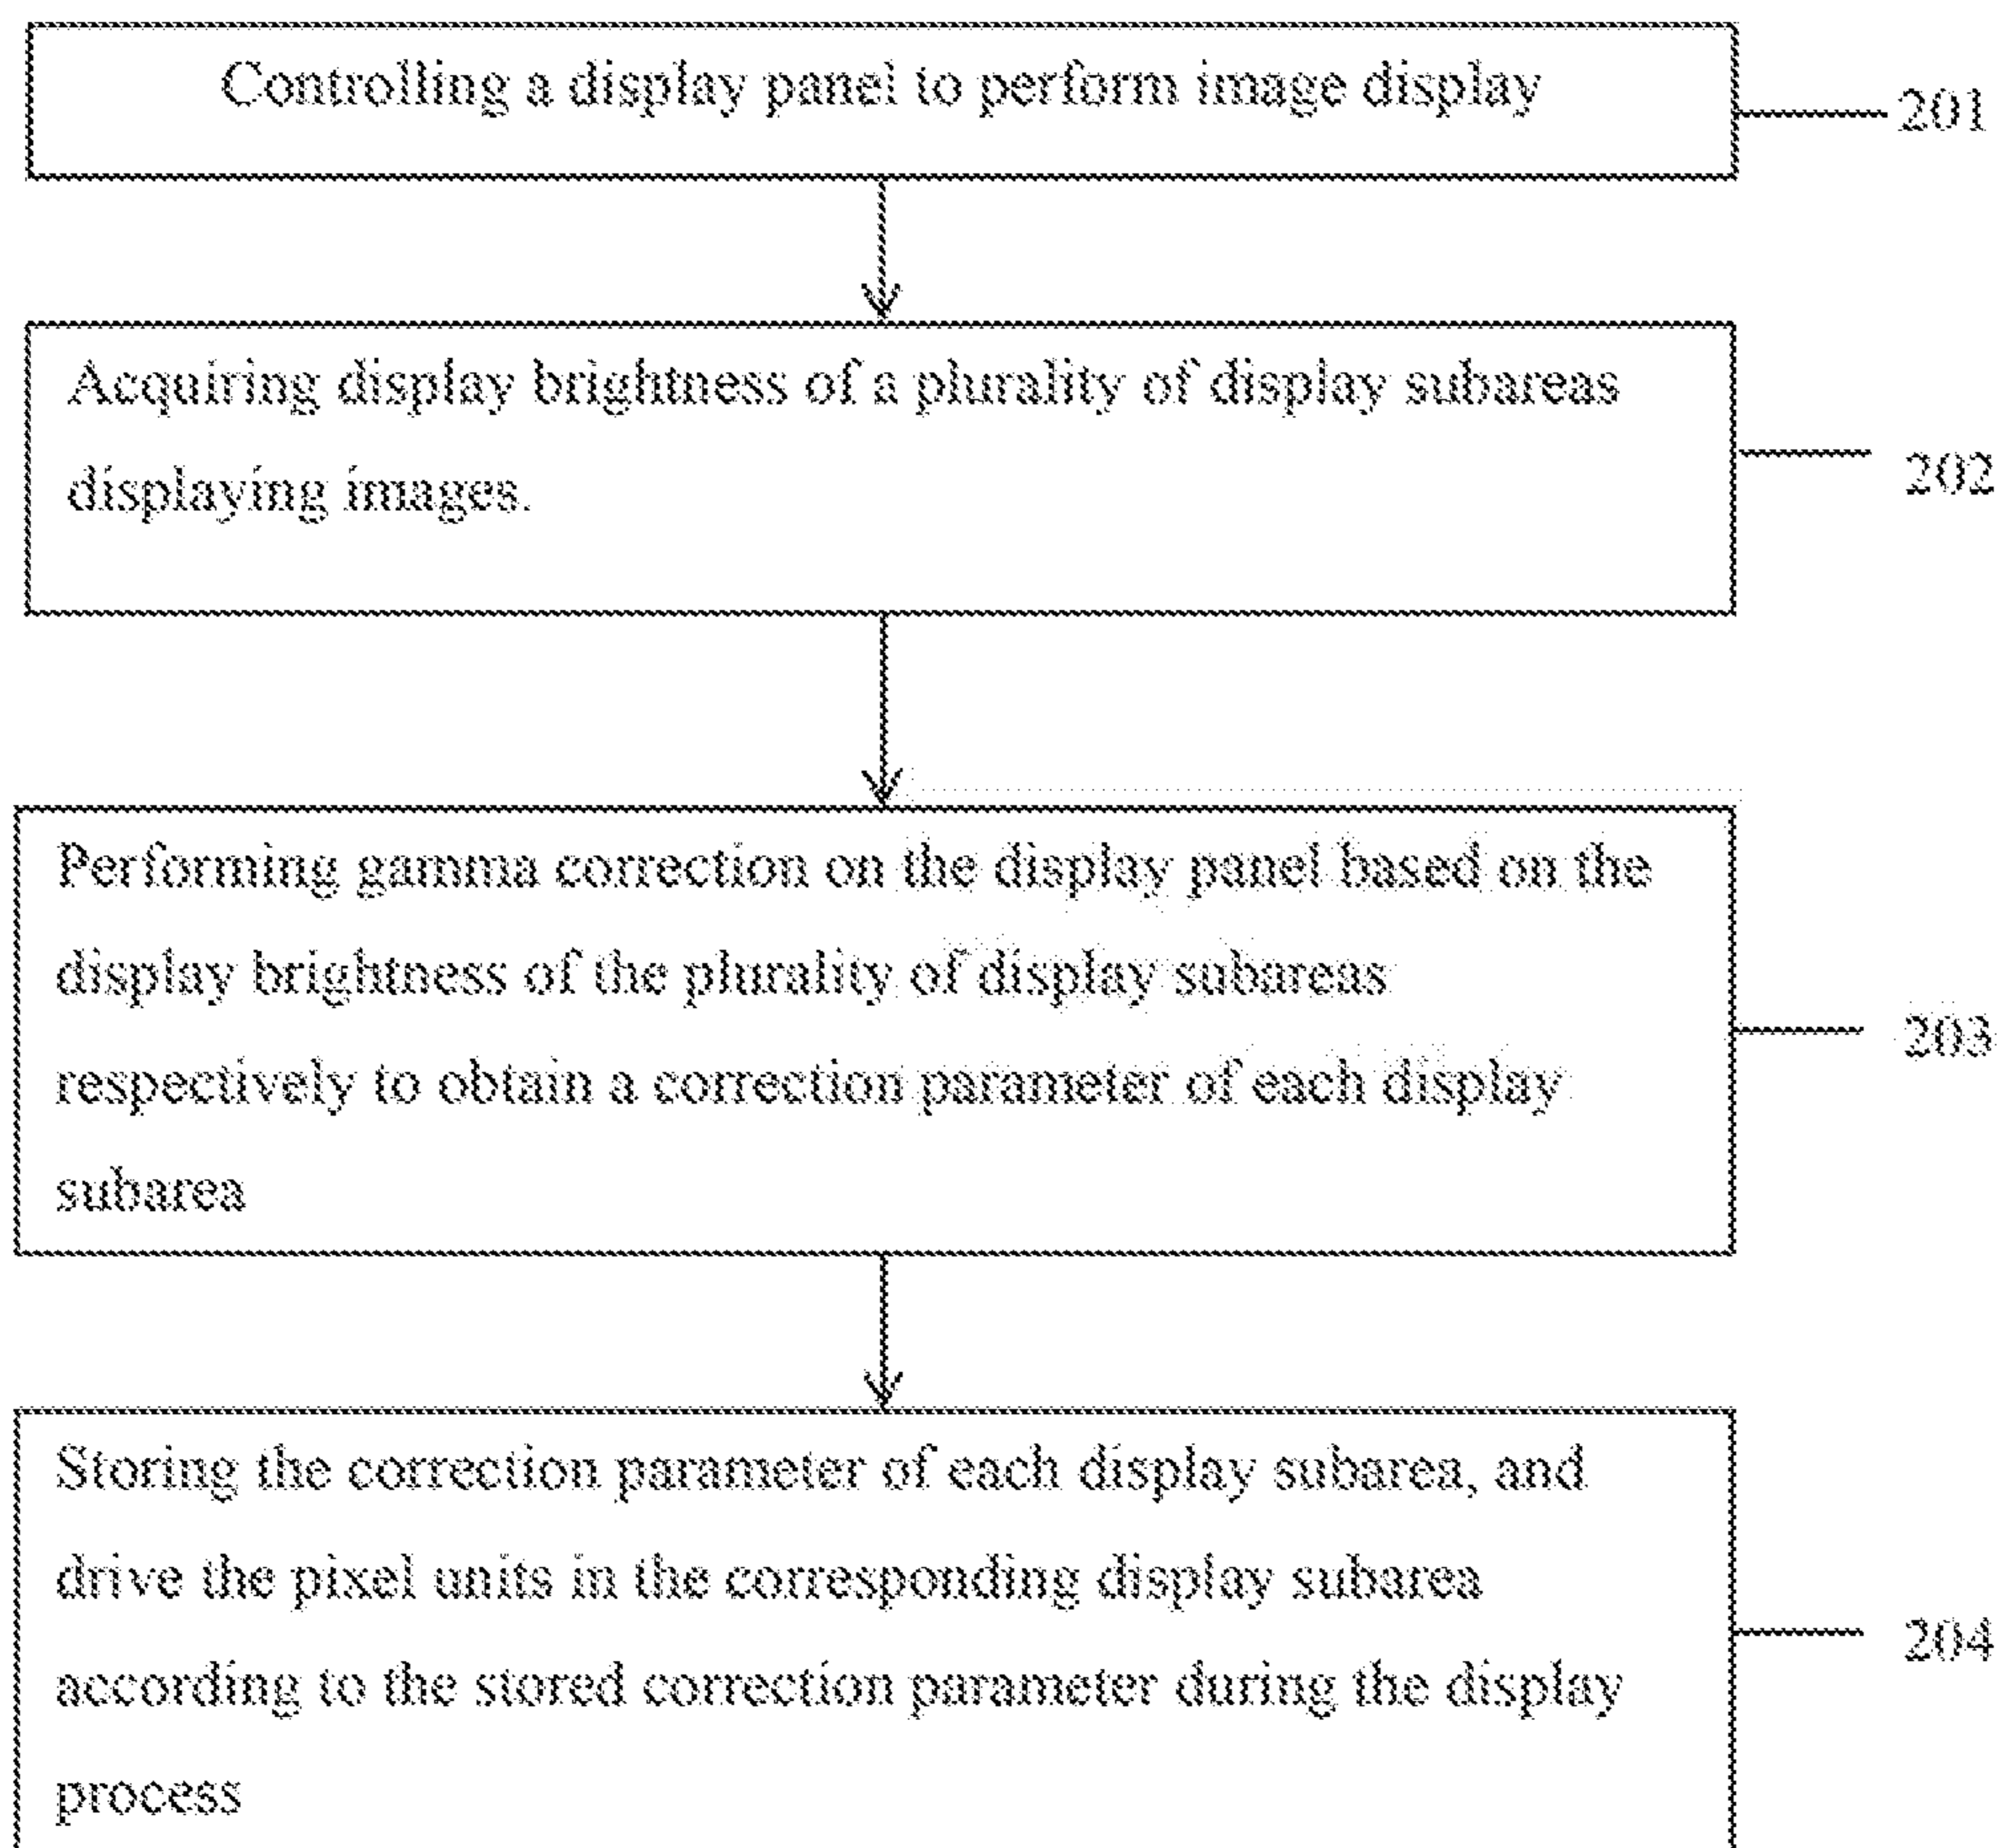 Controlling a display panel to perform image display
201
Acquiring display brightness of a plurality of display subareas
displaying images.
202
Performing gamma correction on the display panel based on the
display brightness of the plurality of display subareas
respectively to obtain a correction parameter of each display
subarea
203
Storing the correction parameter of each display subarea, and
drive the pixel units in the corresponding display subarea
according to the stored correction parameter during the display
process
204